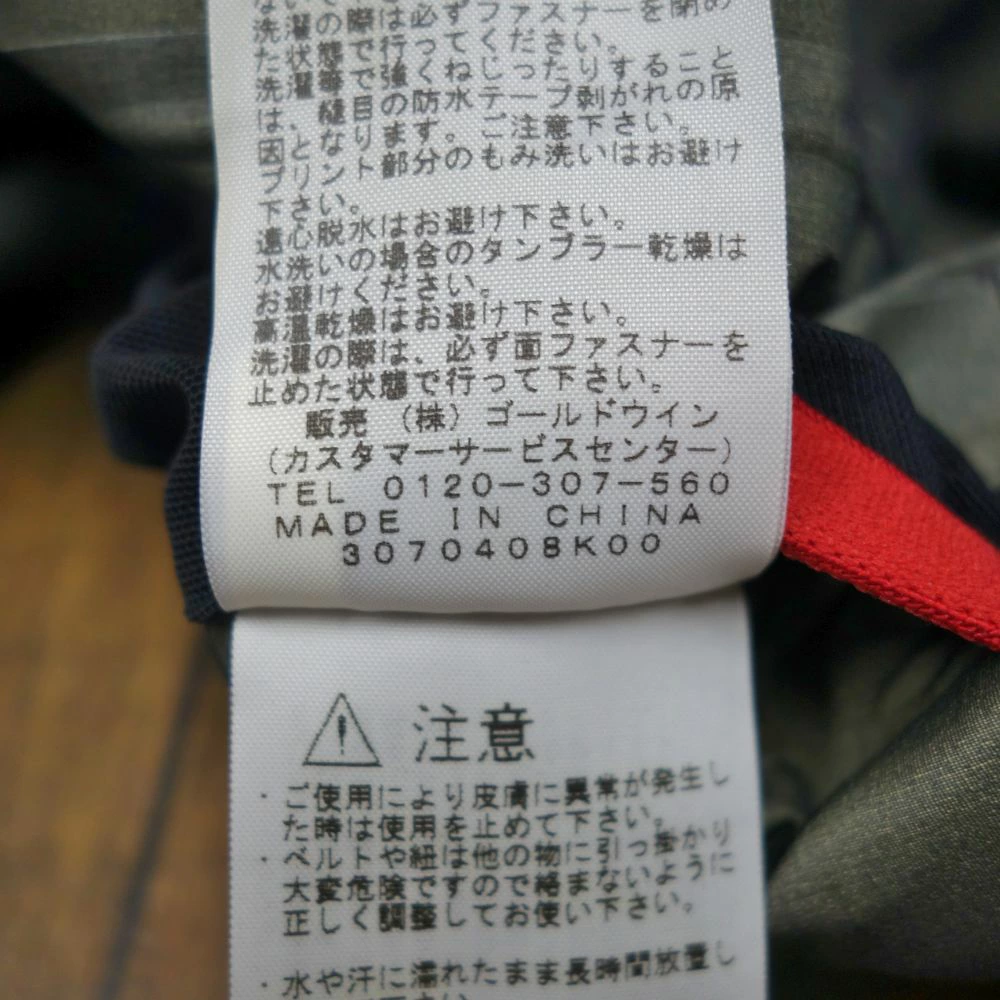 洗濯の際は必ずファスナーを閉め
た状態で行ってください。
洗濯等で強くねじったりすること
は、縫目の防水テープ剥がれの原
因となります。ご注意下さい。
プリント部分のもみ洗いはお避け
下さい。
遠心脱水はお避け下さい。
水洗いの場合のタンブラー乾燥は
お避けください。
高温乾燥はお避け下さい。
洗濯の際は、必ず面ファスナーを
止めた状態で行って下さい。
販売 (株) ゴールドウイン
(カスタマーサービスセンター)
TEL 0120-307-560
MADE IN CHINA
3070408K00
注意
・ご使用により皮膚に異常が発生し
た時は使用を止めて下さい。
・ベルトや紐は他の物に引っ掛かり
大変危険ですので絡まないように
正しく調整してお使い下さい。
・水や汗に濡れたまま長時間放置し